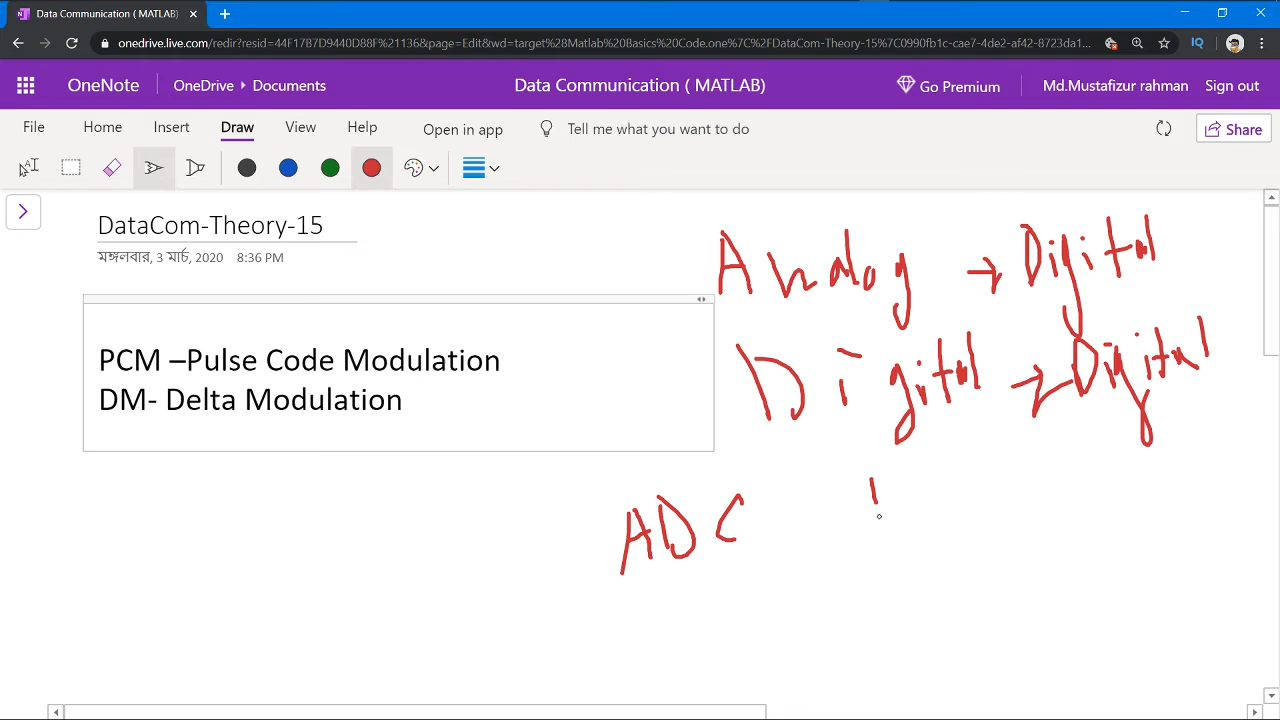 Data Communication (MATLAB)
onedrive.live.com/redir?resid=44F17B7D9440D88F%21136&page=Edit&wd=target%28Matlab%20Basics%20Code.one%7C%2FDataCom-Theory-15%7C0990fb1c-cae7-4de2-af42-8723da1...
OneNote OneDrive Documents Data Communication ( MATLAB) Go Premium Md.Mustafizur rahman Sign out
File Home Insert Draw View Help Open in app Tell me what you want to do Share
DataCom-Theory-15
মঙ্গলবার, 3 মার্চ, 2020 8:36 PM
PCM –Pulse Code Modulation
DM- Delta Modulation
Analog → Digital
Digital → Digital
ADC